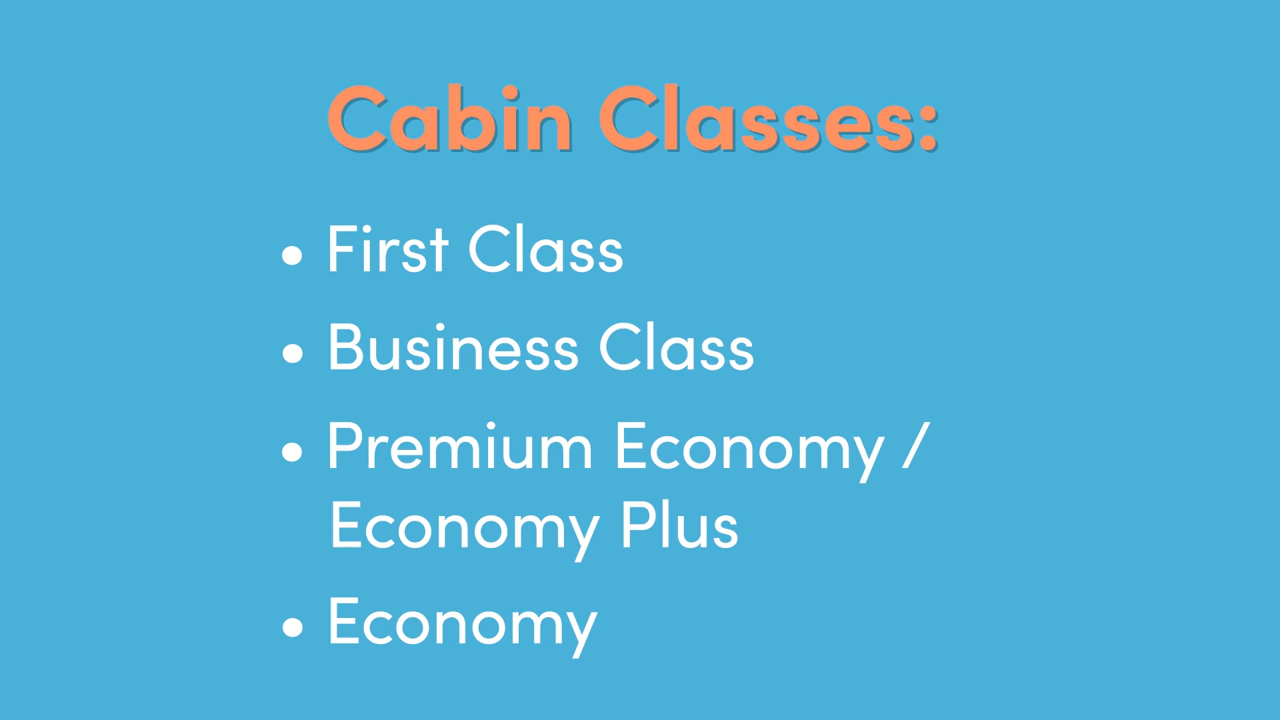 Cabin Classes:
• First Class
• Business Class
• Premium Economy /
Economy Plus
• Economy